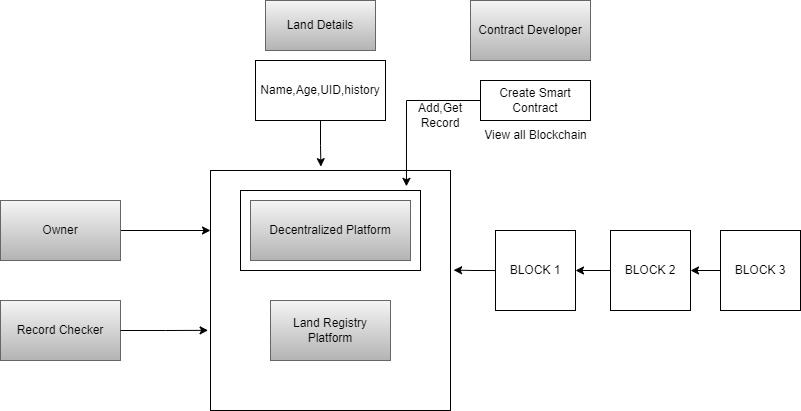 Land Details
Contract Developer
Name,Age,UID,history
Create Smart
Contract
Add,Get
Record
View all Blockchain
Owner
Decentralized Platform
BLOCK 1
BLOCK 2
BLOCK 3
Record Checker
Land Registry
Platform